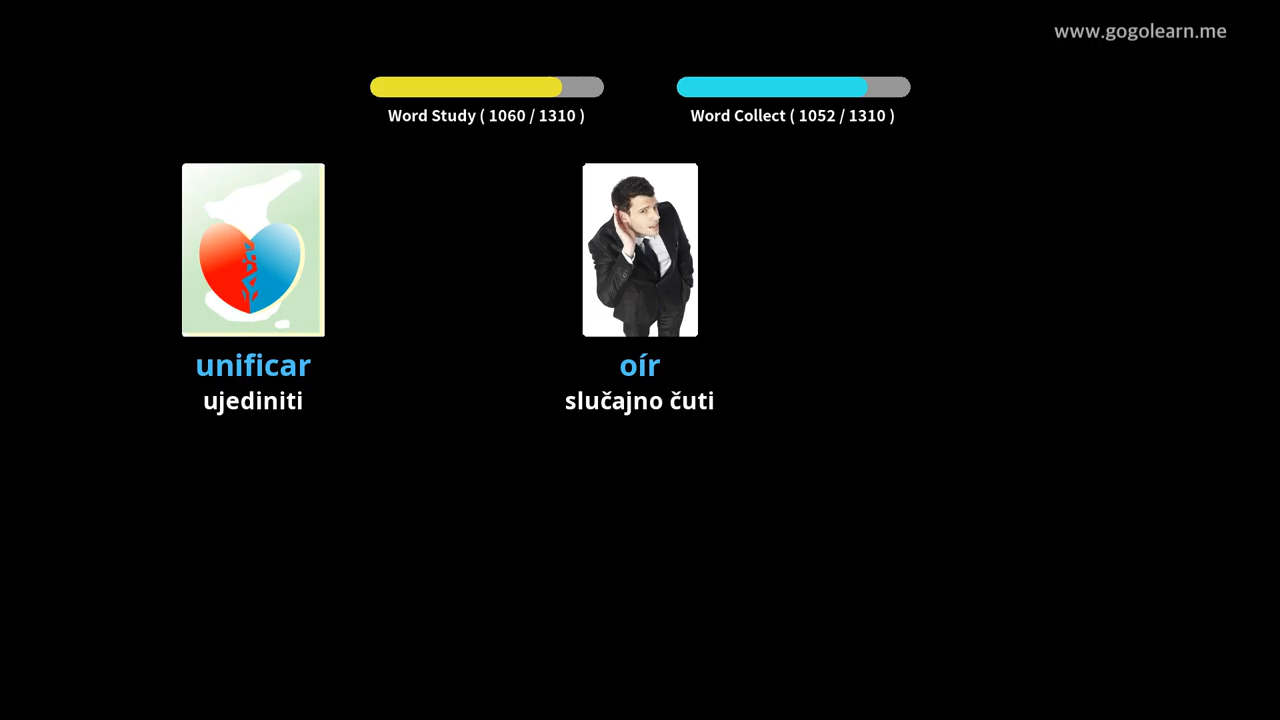 www.gogolearn.me
Word Study ( 1060 / 1310 )
Word Collect ( 1052 / 1310 )
unificar
ujediniti
oír
slučajno čuti